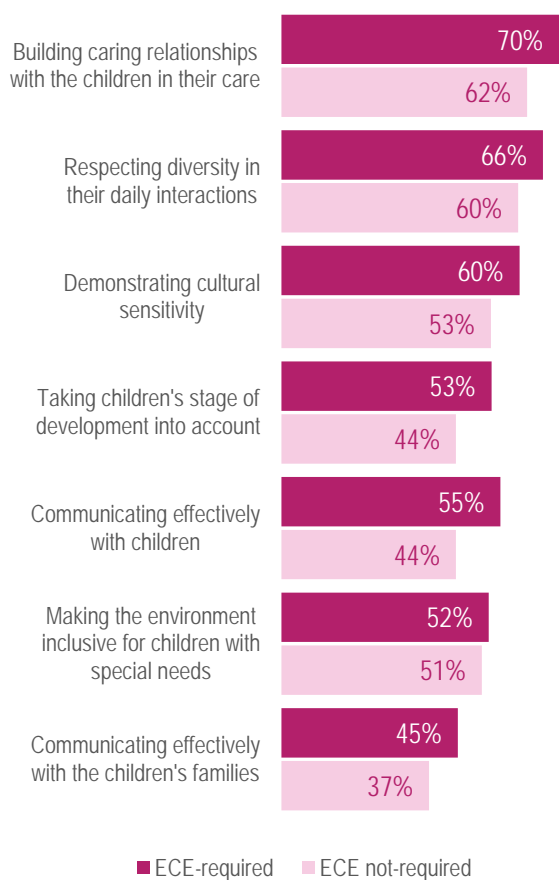 70%
Building caring relationships
with the children in their care
62%
66%
Respecting diversity in
their daily interactions
60%
60%
Demonstrating cultural
sensitivity
53%
53%
Taking children's stage of
development into account
44%
55%
Communicating effectively
with children
44%
Making the environment
52%
inclusive for children with
special needs
51%
45%
Communicating effectively
with the children's families
37%
ECE-required ECE not-required